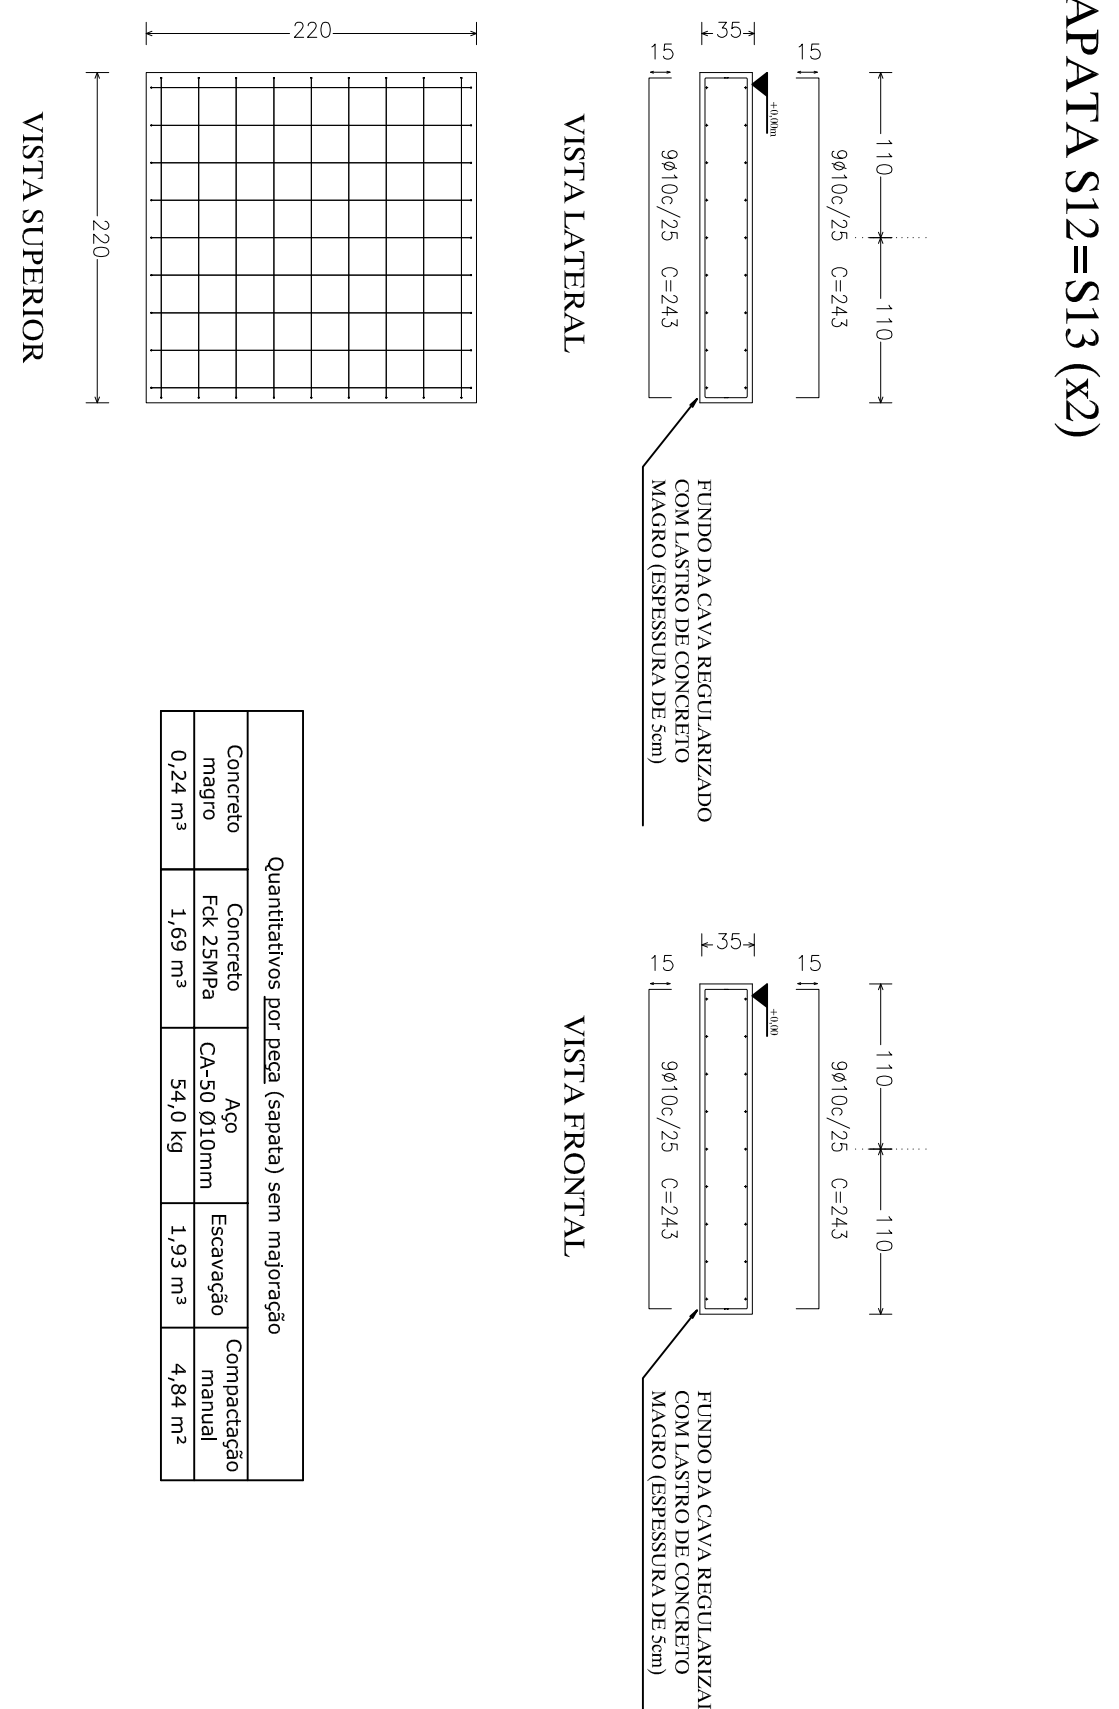 APATA S12=S13 (x2)
110
110
15
9Ø10c/25 C=243
35
+0,00m
15
9Ø10c/25 C=243
FUNDO DA CAVA REGULARIZADO
COM LASTRO DE CONCRETO
MAGRO (ESPESSURA DE 5cm)
VISTA LATERAL
110
110
15
9Ø10c/25 C=243
35
+0,00
15
9Ø10c/25 C=243
FUNDO DA CAVA REGULARIZAI
COM LASTRO DE CONCRETO
MAGRO (ESPESSURA DE 5cm)
VISTA FRONTAL
220
220
VISTA SUPERIOR
Quantitativos por peça (sapata) sem majoração
Concreto magro Concreto Fck 25MPa Aço CA-50 Ø10mm Escavação Compactação manual
0,24 m³ 1,69 m³ 54,0 kg 1,93 m³ 4,84 m²